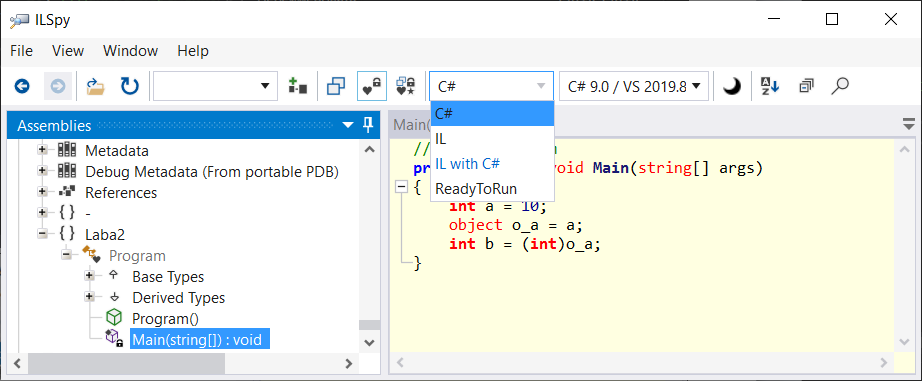 ILSpy
File View Window Help
C# C# 9.0 / VS 2019.8
C#
IL
IL with C#
ReadyToRun
Assemblies
Metadata
Debug Metadata (From portable PDB)
References
{ } -
{ } Laba2
Program
Base Types
Derived Types
Program()
Main(string[]) : void
Main(
//
pr void Main(string[] args)
{
int a = 10;
object o_a = a;
int b = (int)o_a;
}